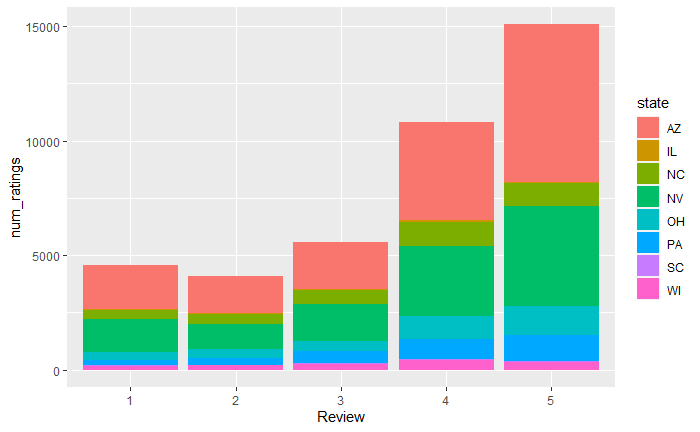 15000
10000
5000
0
num_ratings
1 2 3 4 5
Review
state
AZ
IL
NC
NV
OH
PA
SC
WI